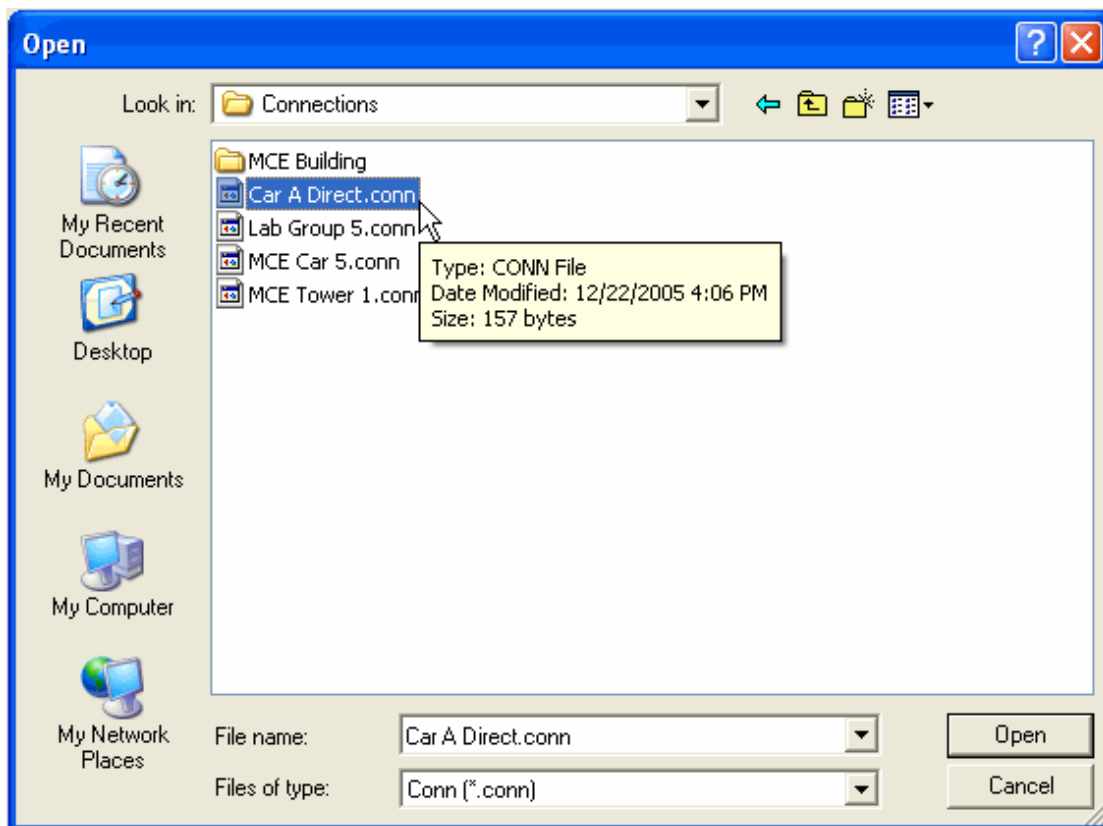 Open
Look in:
Connections
MCE Building
Car A Direct.conn
Lab Group 5.conn
MCE Car 5.conn
MCE Tower 1.conn
Type: CONN File
Date Modified: 12/22/2005 4:06 PM
Size: 157 bytes
My Recent
Documents
Desktop
My Documents
My Computer
My Network
Places
File name:
Car A Direct.conn
Open
Files of type:
Conn (*.conn)
Cancel